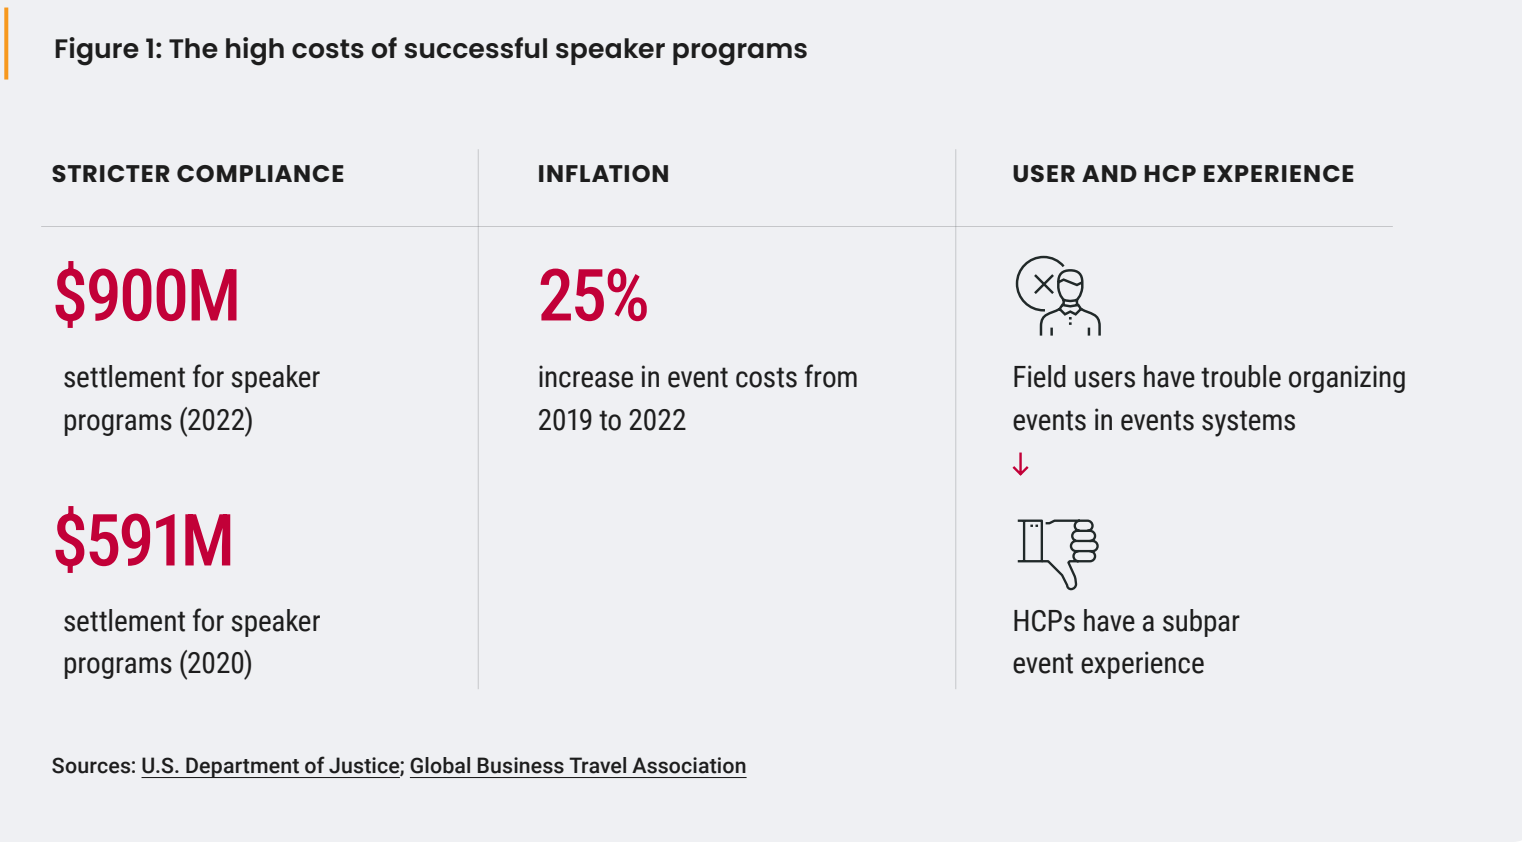 Figure 1: The high costs of successful speaker programs
STRICTER COMPLIANCE
$900M
settlement for speaker
programs (2022)
$591M
settlement for speaker
programs (2020)
INFLATION
25%
increase in event costs from
2019 to 2022
USER AND HCP EXPERIENCE
Field users have trouble organizing
events in events systems
↓
HCPs have a subpar
event experience
Sources: U.S. Department of Justice; Global Business Travel Association